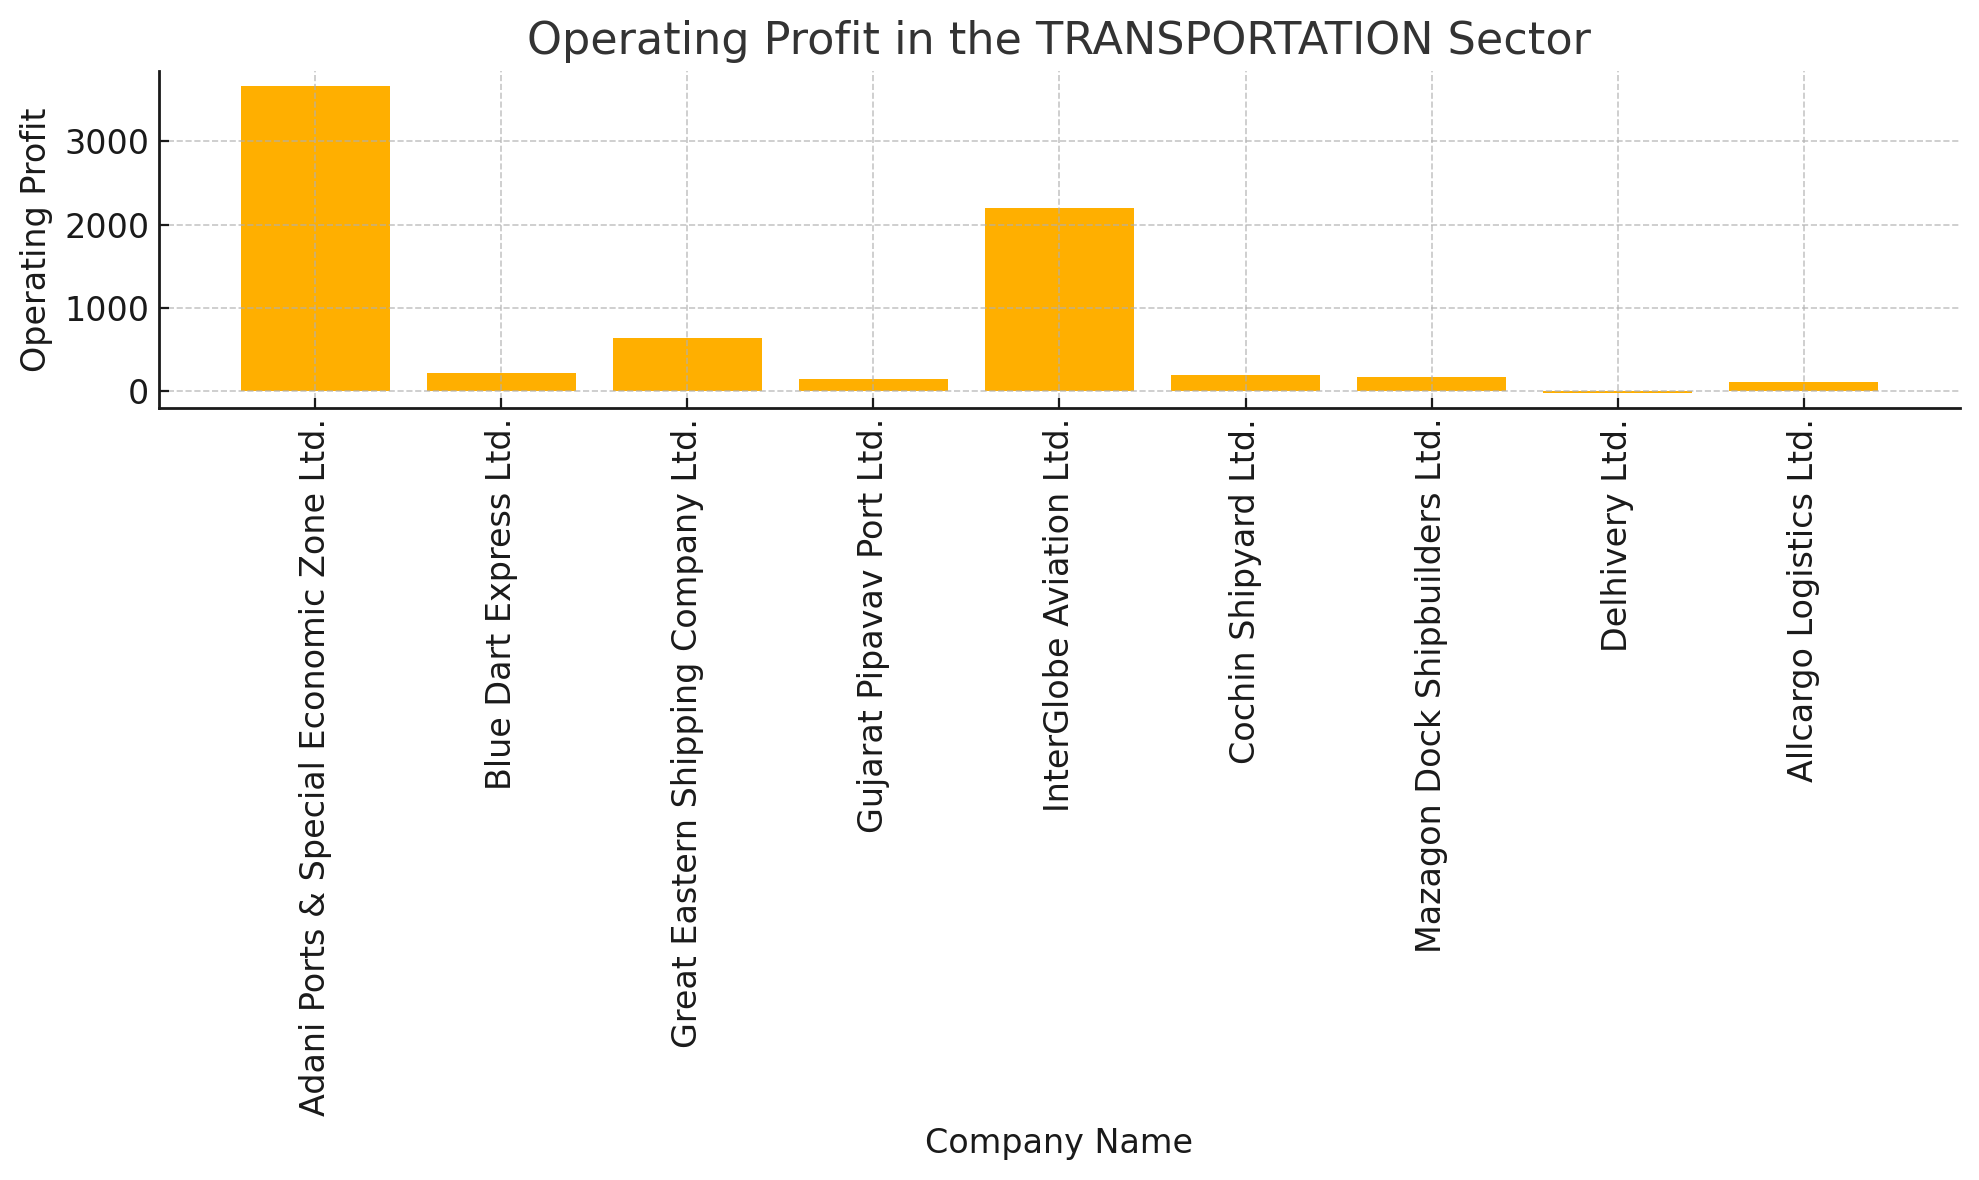 Operating Profit in the TRANSPORTATION Sector
Operating Profit
3000
2000
1000
0
Adani Ports & Special Economic Zone Ltd.
Blue Dart Express Ltd.
Great Eastern Shipping Company Ltd.
Gujarat Pipavav Port Ltd.
InterGlobe Aviation Ltd.
Cochin Shipyard Ltd.
Mazagon Dock Shipbuilders Ltd.
Delhivery Ltd.
Allcargo Logistics Ltd.
Company Name